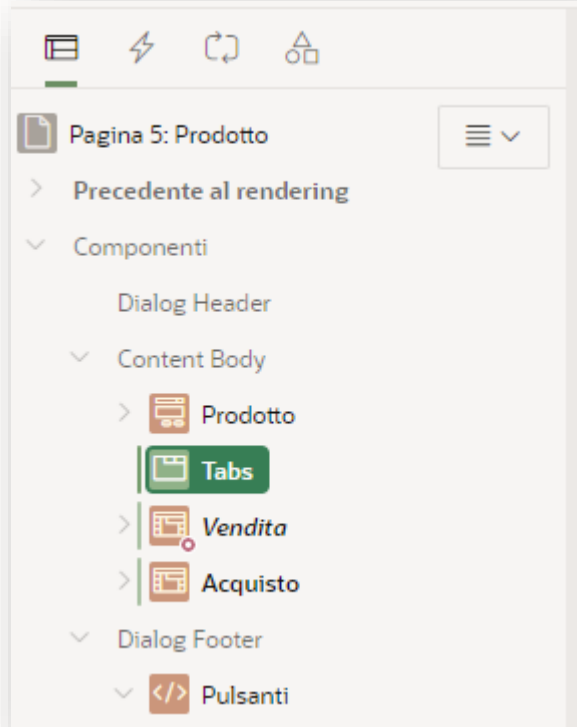 Pagina 5: Prodotto
Precedente al rendering
Componenti
Dialog Header
Content Body
Prodotto
Tabs
Vendita
Acquisto
Dialog Footer
</> Pulsanti